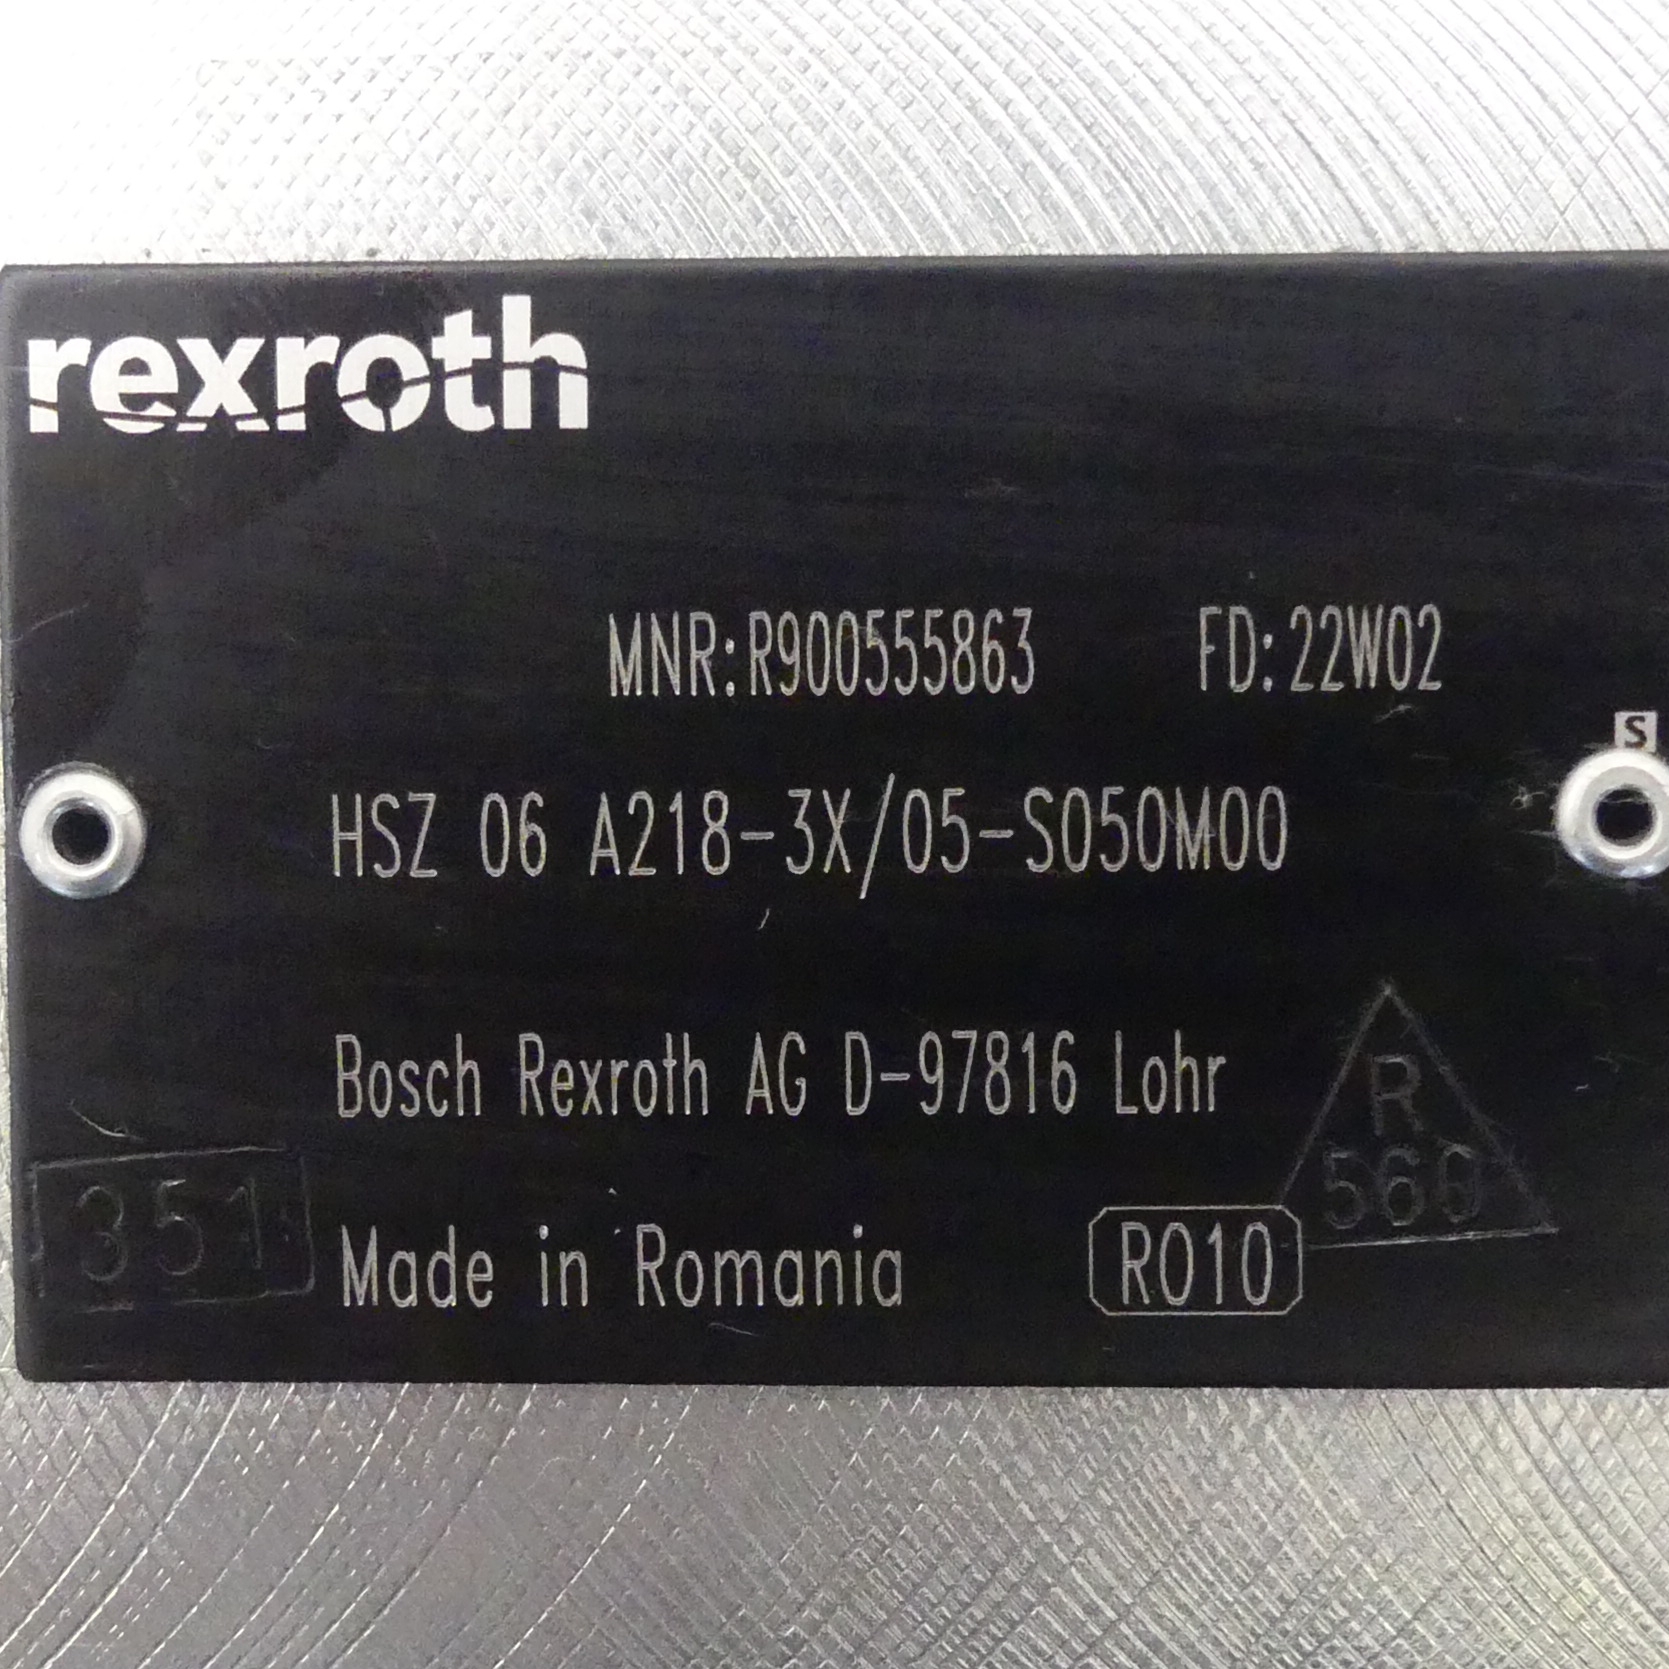 rexroth
MNR:R900555863 FD:22W02
S
HSZ 06 A218-3X/05-S050M00
Bosch Rexroth AG D-97816 Lohr
R
560
351
Made in Romania
RO10